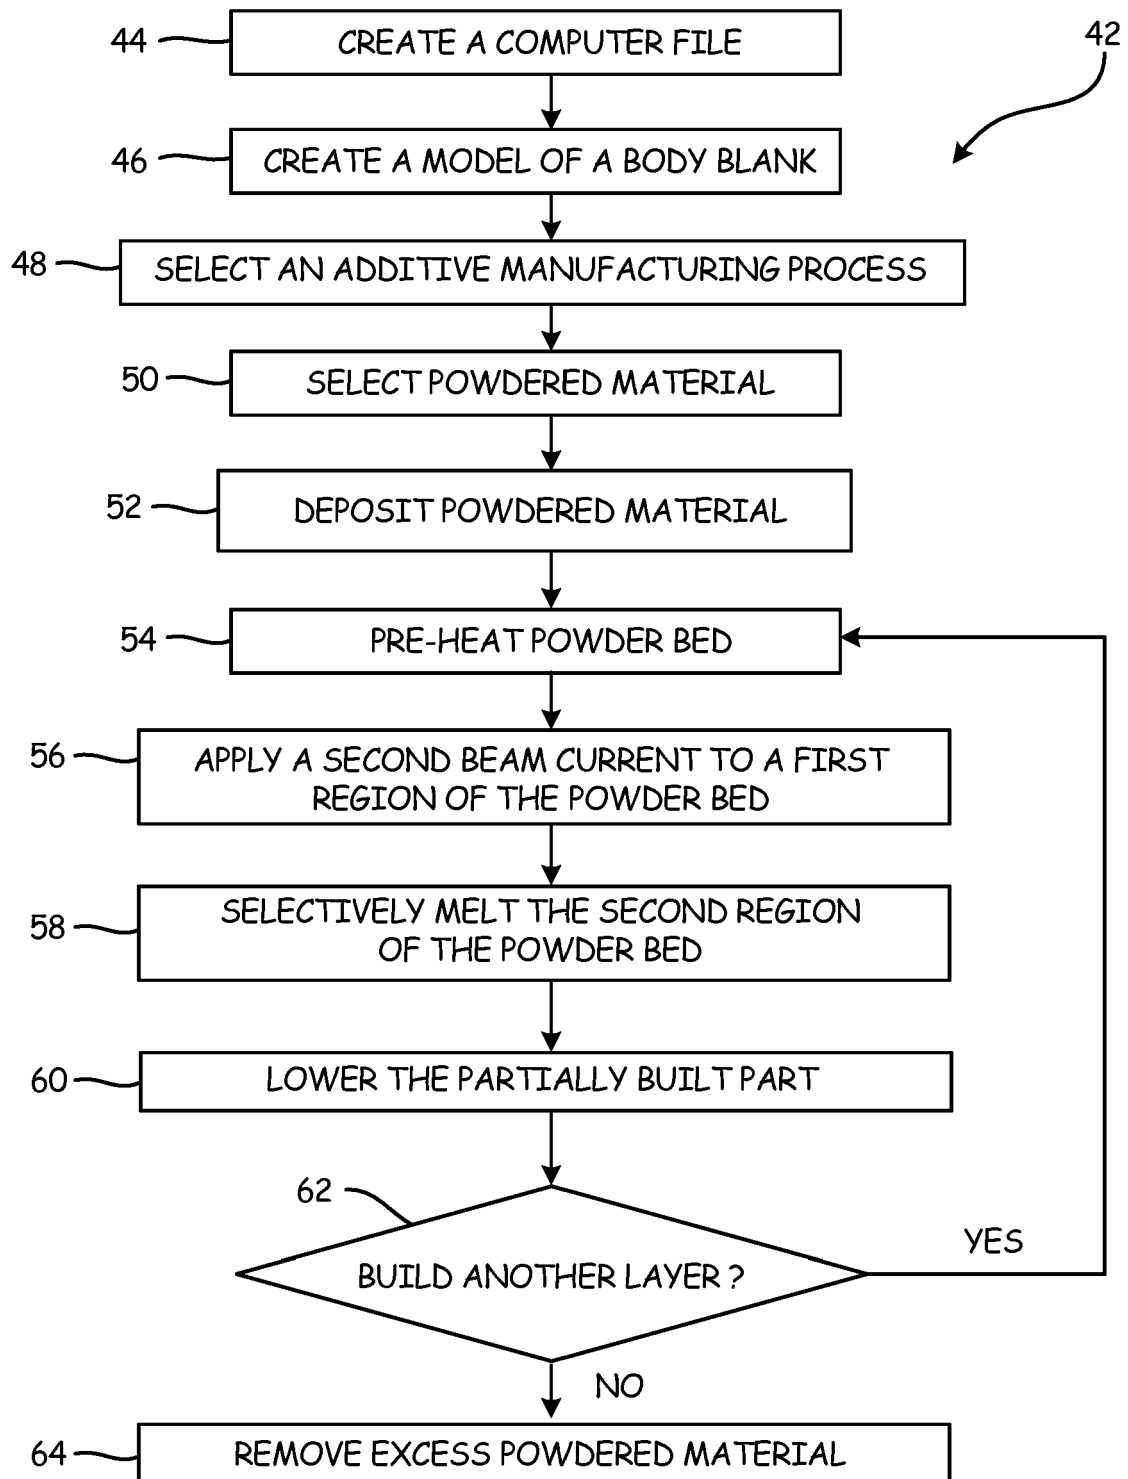 44
CREATE A COMPUTER FILE
42
46
CREATE A MODEL OF A BODY BLANK
48
SELECT AN ADDITIVE MANUFACTURING PROCESS
50
SELECT POWDERED MATERIAL
52
DEPOSIT POWDERED MATERIAL
54
PRE-HEAT POWDER BED
56
APPLY A SECOND BEAM CURRENT TO A FIRST
REGION OF THE POWDER BED
58
SELECTIVELY MELT THE SECOND REGION
OF THE POWDER BED
60
LOWER THE PARTIALLY BUILT PART
62
BUILD ANOTHER LAYER ?
YES
NO
64
REMOVE EXCESS POWDERED MATERIAL